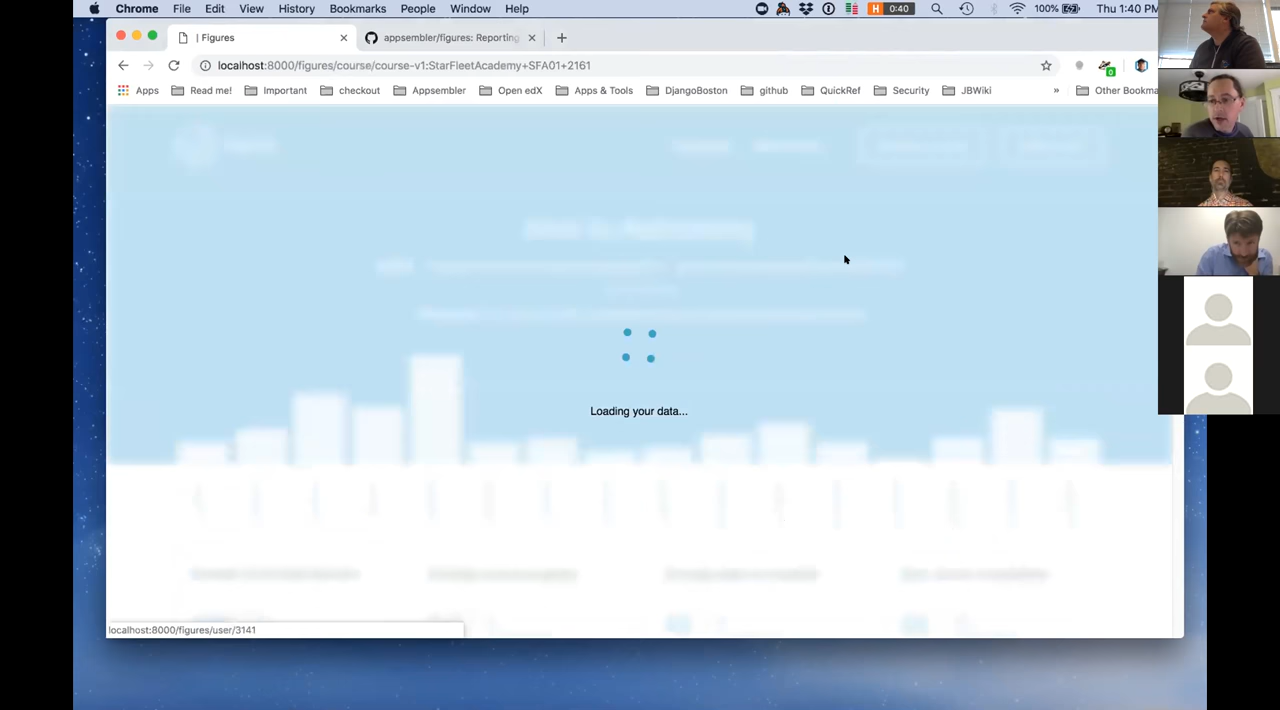 Chrome File Edit View History Bookmarks People Window Help H 0:40 100% Thu 1:40 PM
| Figures appsembler/figures: Reporting
localhost:8000/figures/course/course-v1:StarFleetAcademy+SFA01+2161 0
Apps Read me! Important checkout Appsembler Open edX Apps & Tools DjangoBoston github QuickRef Security JBWiki » Other Bookma
Loading your data...
localhost:8000/figures/user/3141